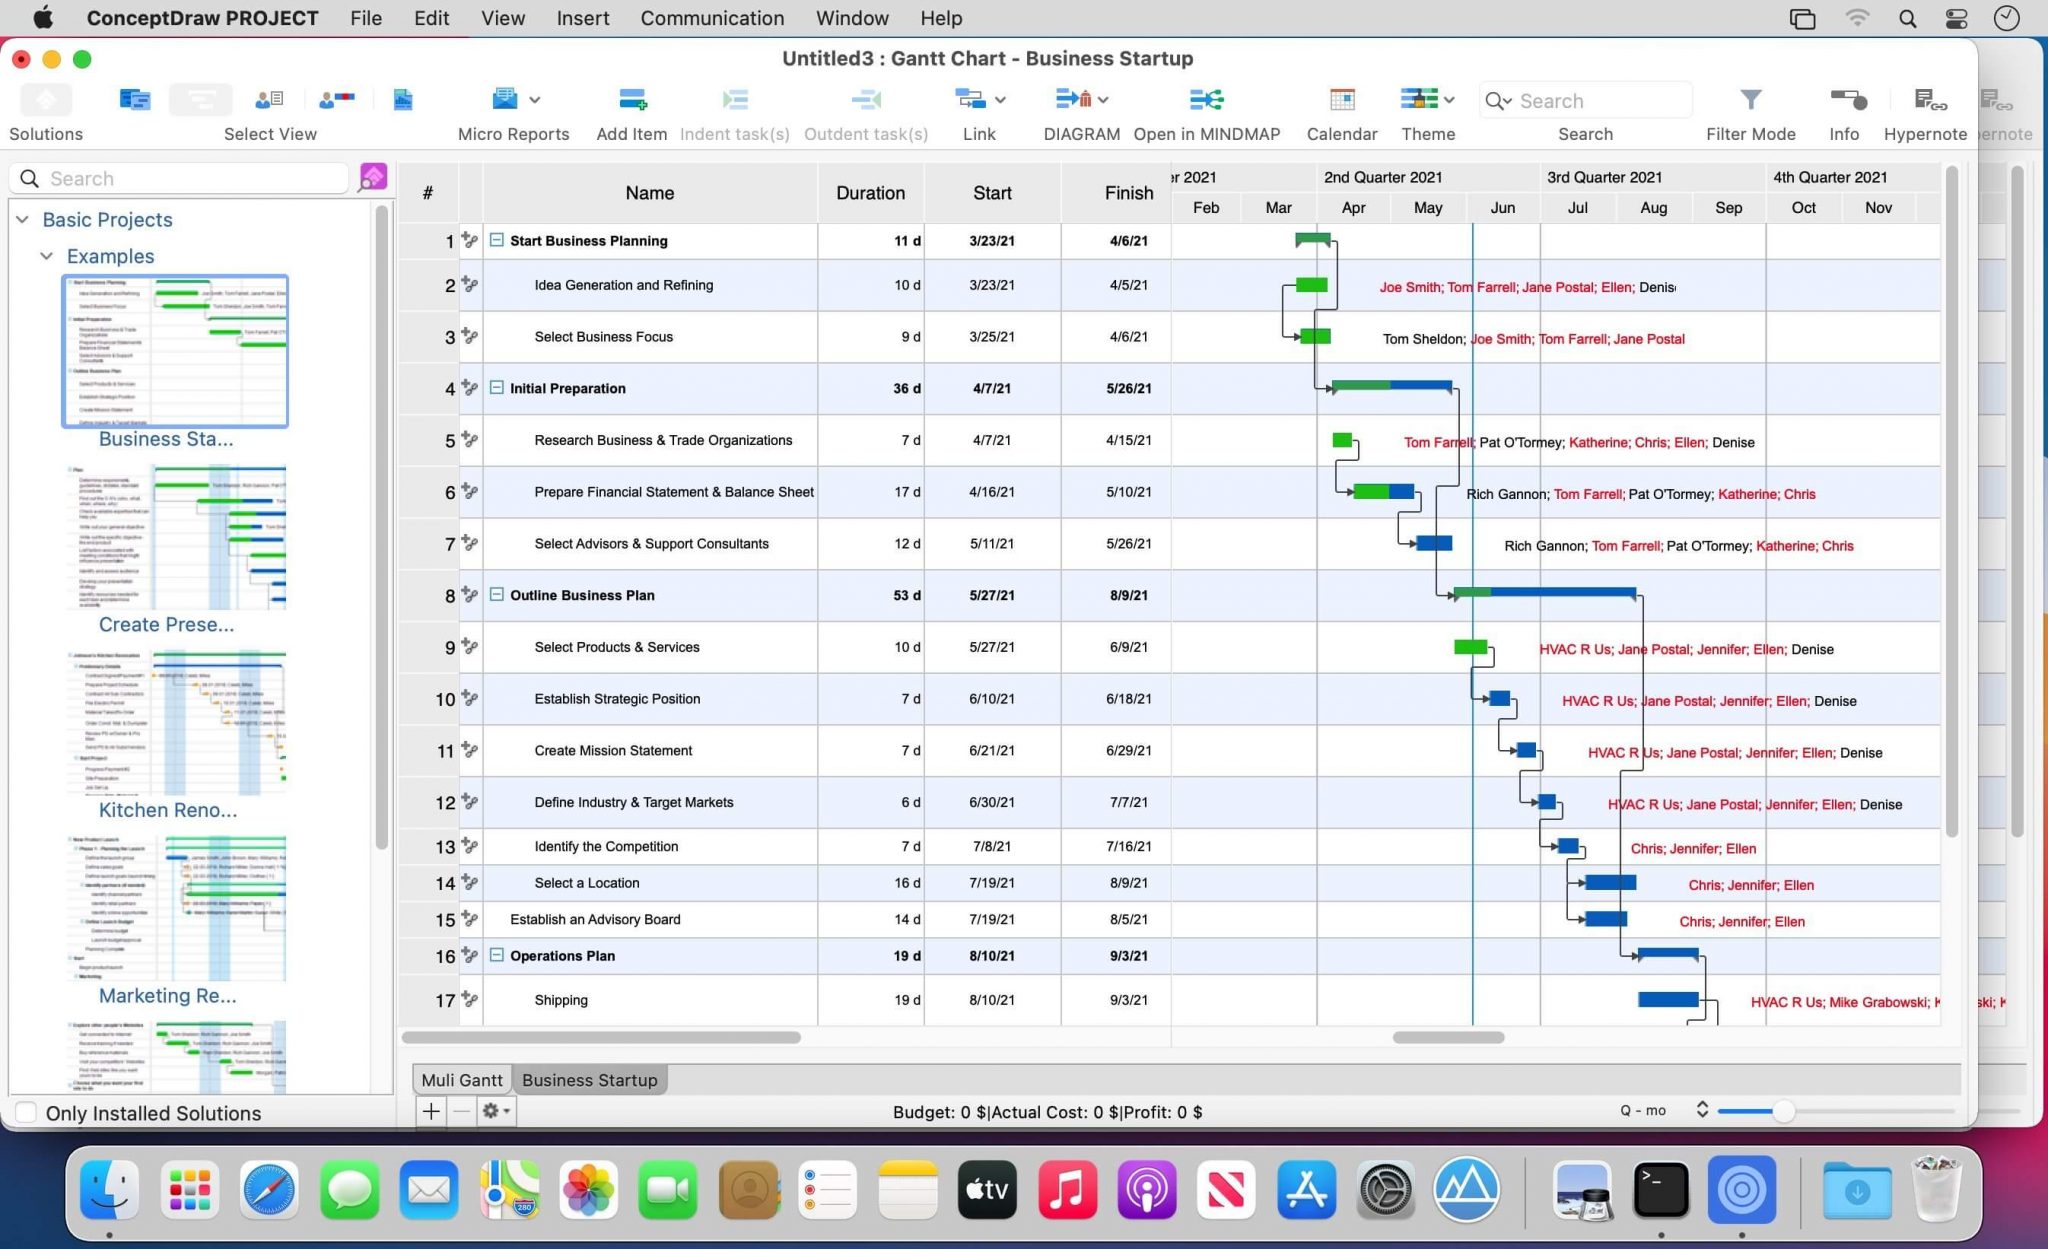 ConceptDraw PROJECT File Edit View Insert Communication Window Help
Untitled3 : Gantt Chart - Business Startup
Search
Solutions Select View Micro Reports Add Item Indent task(s) Outdent task(s) Link DIAGRAM Open in MINDMAP Calendar Theme Search Filter Mode Info Hypernote ernote
Search
Basic Projects
Examples
Business Sta...
Create Prese...
Kitchen Reno...
Marketing Re...
Only Installed Solutions
# Name Duration Start Finish
r 2021 2nd Quarter 2021 3rd Quarter 2021 4th Quarter 2021
Feb Mar Apr May Jun Jul Aug Sep Oct Nov
1 Start Business Planning 11 d 3/23/21 4/6/21
2 Idea Generation and Refining 10 d 3/23/21 4/5/21 Joe Smith; Tom Farrell; Jane Postal; Ellen; Denis
3 Select Business Focus 9 d 3/25/21 4/6/21 Tom Sheldon; Joe Smith; Tom Farrell; Jane Postal
4 Initial Preparation 36 d 4/7/21 5/26/21
5 Research Business & Trade Organizations 7 d 4/7/21 4/15/21 Tom Farrell; Pat O'Tormey; Katherine; Chris; Ellen; Denise
6 Prepare Financial Statement & Balance Sheet 17 d 4/16/21 5/10/21 Rich Gannon; Tom Farrell; Pat O'Tormey; Katherine; Chris
7 Select Advisors & Support Consultants 12 d 5/11/21 5/26/21 Rich Gannon; Tom Farrell; Pat O'Tormey; Katherine; Chris
8 Outline Business Plan 53 d 5/27/21 8/9/21
9 Select Products & Services 10 d 5/27/21 6/9/21 HVAC R Us; Jane Postal; Jennifer; Ellen; Denise
10 Establish Strategic Position 7 d 6/10/21 6/18/21 HVAC R Us; Jane Postal; Jennifer; Ellen; Denise
11 Create Mission Statement 7 d 6/21/21 6/29/21 HVAC R Us; Jane Postal; Jennifer; Ellen; Denise
12 Define Industry & Target Markets 6 d 6/30/21 7/7/21 HVAC R Us; Jane Postal; Jennifer; Ellen; Denise
13 Identify the Competition 7 d 7/8/21 7/16/21 Chris; Jennifer; Ellen
14 Select a Location 16 d 7/19/21 8/9/21 Chris; Jennifer; Ellen
15 Establish an Advisory Board 14 d 7/19/21 8/5/21 Chris; Jennifer; Ellen
16 Operations Plan 19 d 8/10/21 9/3/21
17 Shipping 19 d 8/10/21 9/3/21 HVAC R Us; Mike Grabowski; K ski; K
Muli Gantt Business Startup
Budget: 0 $|Actual Cost: 0 $|Profit: 0 $
Q - mo
280
tv